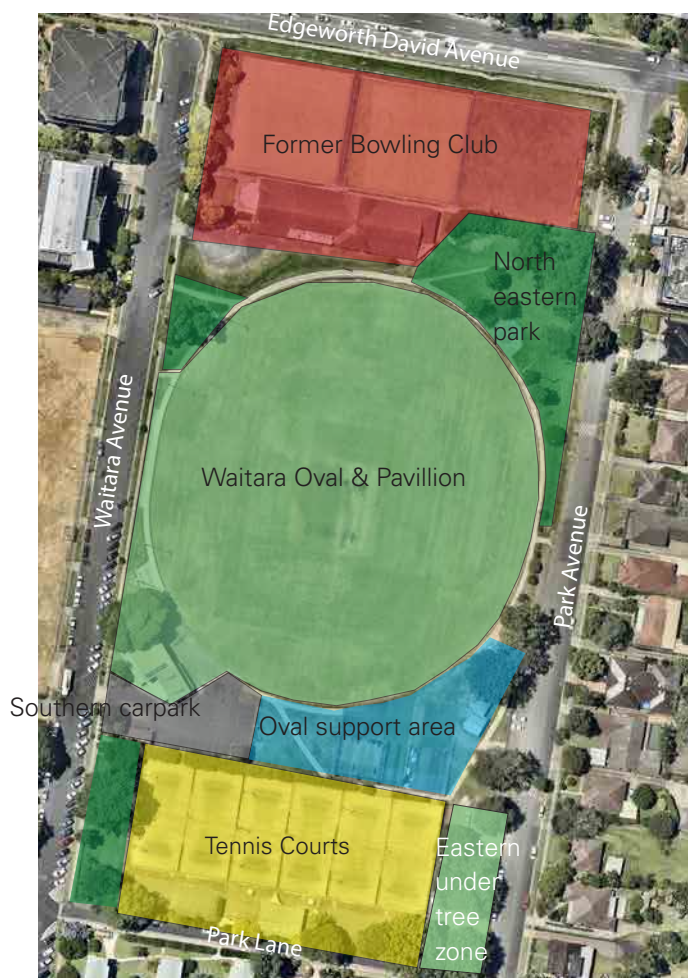 Edgeworth David Avenue
Former Bowling Club
North
eastern
park
Waitara Avenue
Waitara Oval & Pavillion
Park Avenue
Southern carpark
Oval support area
Tennis Courts
Eastern
under
tree
zone
Park Lane